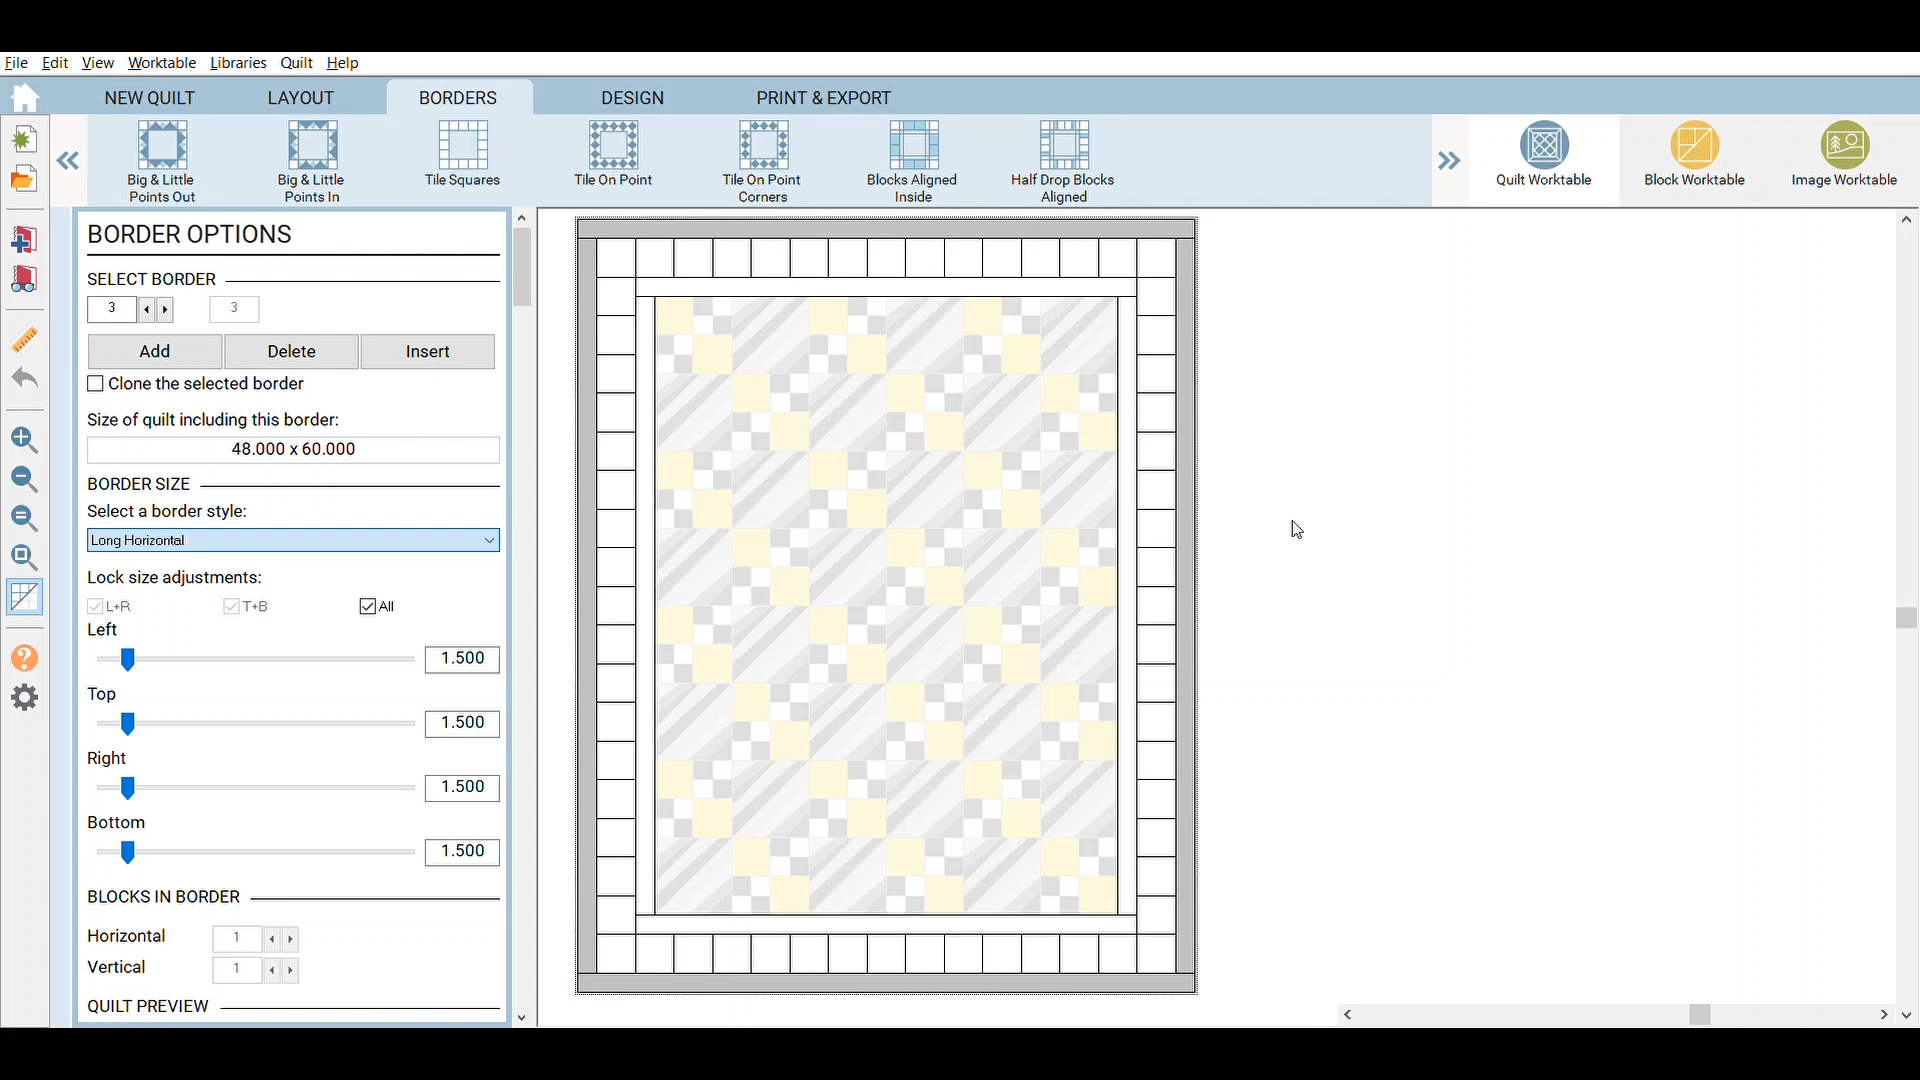 File Edit View Worktable Libraries Quilt Help
NEW QUILT LAYOUT BORDERS DESIGN PRINT & EXPORT
Big & Little
Points Out
Big & Little
Points In
Tile Squares
Tile On Point
Tile On Point
Corners
Blocks Aligned
Inside
Half Drop Blocks
Aligned
Quilt Worktable
Block Worktable
Image Worktable
BORDER OPTIONS
SELECT BORDER
3 3
Add Delete Insert
Clone the selected border
Size of quilt including this border:
48.000 x 60.000
BORDER SIZE
Select a border style:
Long Horizontal
Lock size adjustments:
L+R T+B All
Left
1.500
Top
1.500
Right
1.500
Bottom
1.500
BLOCKS IN BORDER
Horizontal 1
Vertical 1
QUILT PREVIEW